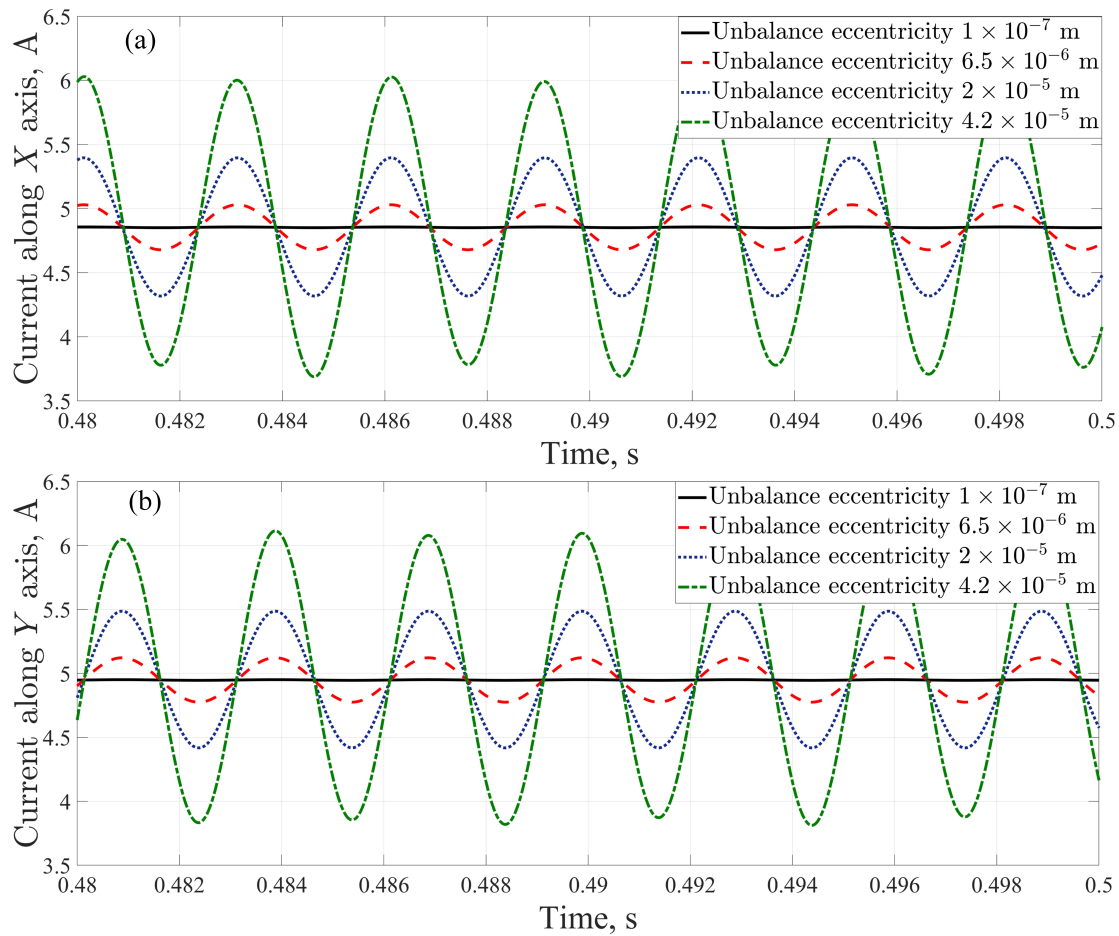 (a)
Current along X axis, A
6.5
6
5.5
5
4.5
4
3.5
Unbalance eccentricity 1 × 10⁻⁷ m
Unbalance eccentricity 6.5 × 10⁻⁶ m
Unbalance eccentricity 2 × 10⁻⁵ m
Unbalance eccentricity 4.2 × 10⁻⁵ m
0.48 0.482 0.484 0.486 0.488 0.49 0.492 0.494 0.496 0.498 0.5
Time, s
(b)
Current along Y axis, A
6.5
6
5.5
5
4.5
4
3.5
Unbalance eccentricity 1 × 10⁻⁷ m
Unbalance eccentricity 6.5 × 10⁻⁶ m
Unbalance eccentricity 2 × 10⁻⁵ m
Unbalance eccentricity 4.2 × 10⁻⁵ m
0.48 0.482 0.484 0.486 0.488 0.49 0.492 0.494 0.496 0.498 0.5
Time, s